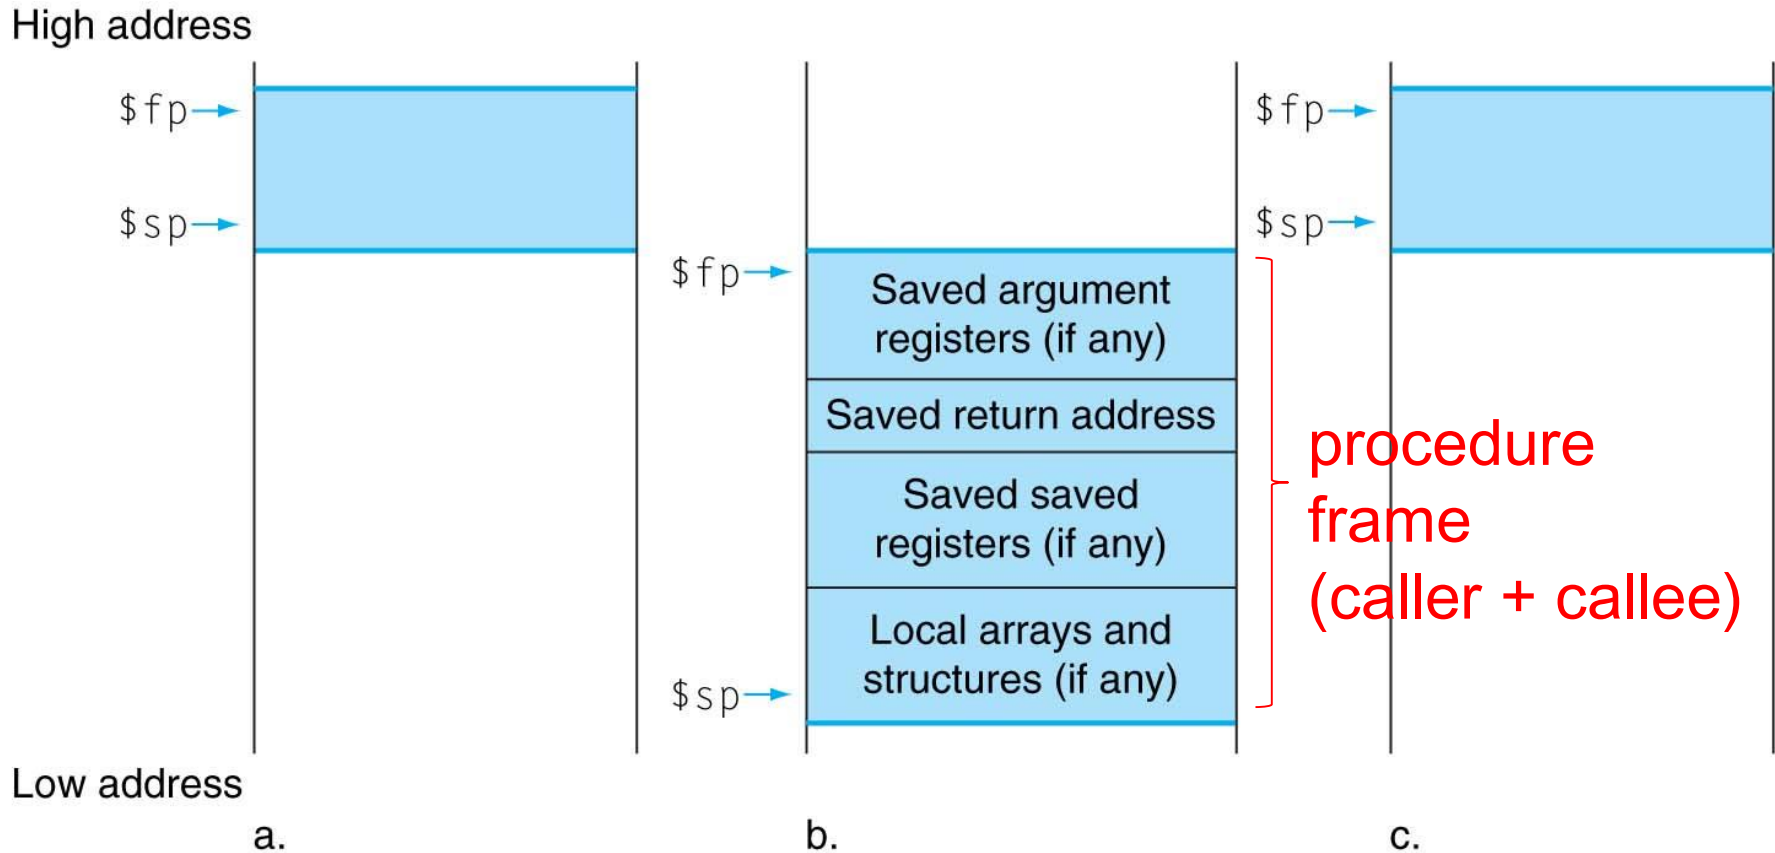 High address
$fp
$sp
$fp
Saved argument
registers (if any)
Saved return address
Saved saved
registers (if any)
Local arrays and
structures (if any)
$sp
$fp
$sp
procedure
frame
(caller + callee)
Low address
a.
b.
c.